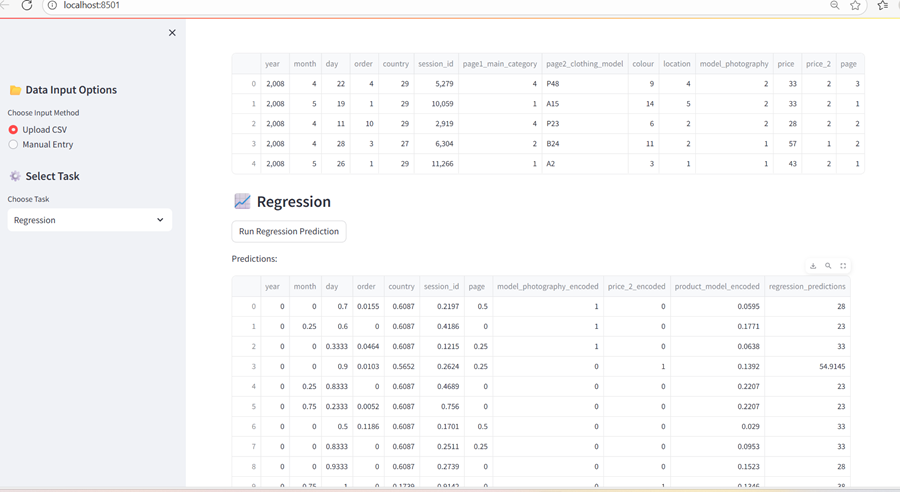 localhost:8501
Data Input Options
Choose Input Method
Upload CSV
Manual Entry
Select Task
Choose Task
Regression
year month day order country session_id page1_main_category page2_clothing_model colour location model_photography price price_2 page
0 2,008 4 22 4 29 5,279 4 P48 9 4 2 33 2 3
1 2,008 5 19 1 29 10,059 1 A15 14 5 2 33 2 1
2 2,008 4 11 10 29 2,919 4 P23 6 2 2 28 2 2
3 2,008 4 28 3 27 6,304 2 B24 11 2 1 57 1 2
4 2,008 5 26 1 29 11,266 1 A2 3 1 1 43 2 1
Regression
Run Regression Prediction
Predictions:
year month day order country session_id page model_photography_encoded price_2_encoded product_model_encoded regression_predictions
0 0 0 0.7 0.0155 0.6087 0.2197 0.5 1 0 0.0595 28
1 0 0.25 0.6 0 0.6087 0.4186 0 1 0 0.1771 23
2 0 0 0.3333 0.0464 0.6087 0.1215 0.25 1 0 0.0638 33
3 0 0 0.9 0.0103 0.5652 0.2624 0.25 0 1 0.1392 54.9145
4 0 0.25 0.8333 0 0.6087 0.4689 0 0 0 0.2207 23
5 0 0.75 0.2333 0.0052 0.6087 0.756 0 0 0 0.2207 23
6 0 0 0.5 0.1186 0.6087 0.1701 0.5 0 0 0.029 33
7 0 0 0.8333 0 0.6087 0.2511 0.25 0 0 0.0953 33
8 0 0 0.9333 0 0.6087 0.2739 0 0 0 0.1523 28
9 0 0.75 1 0 0.1739 0.9142 0 0 1 0.1346 38